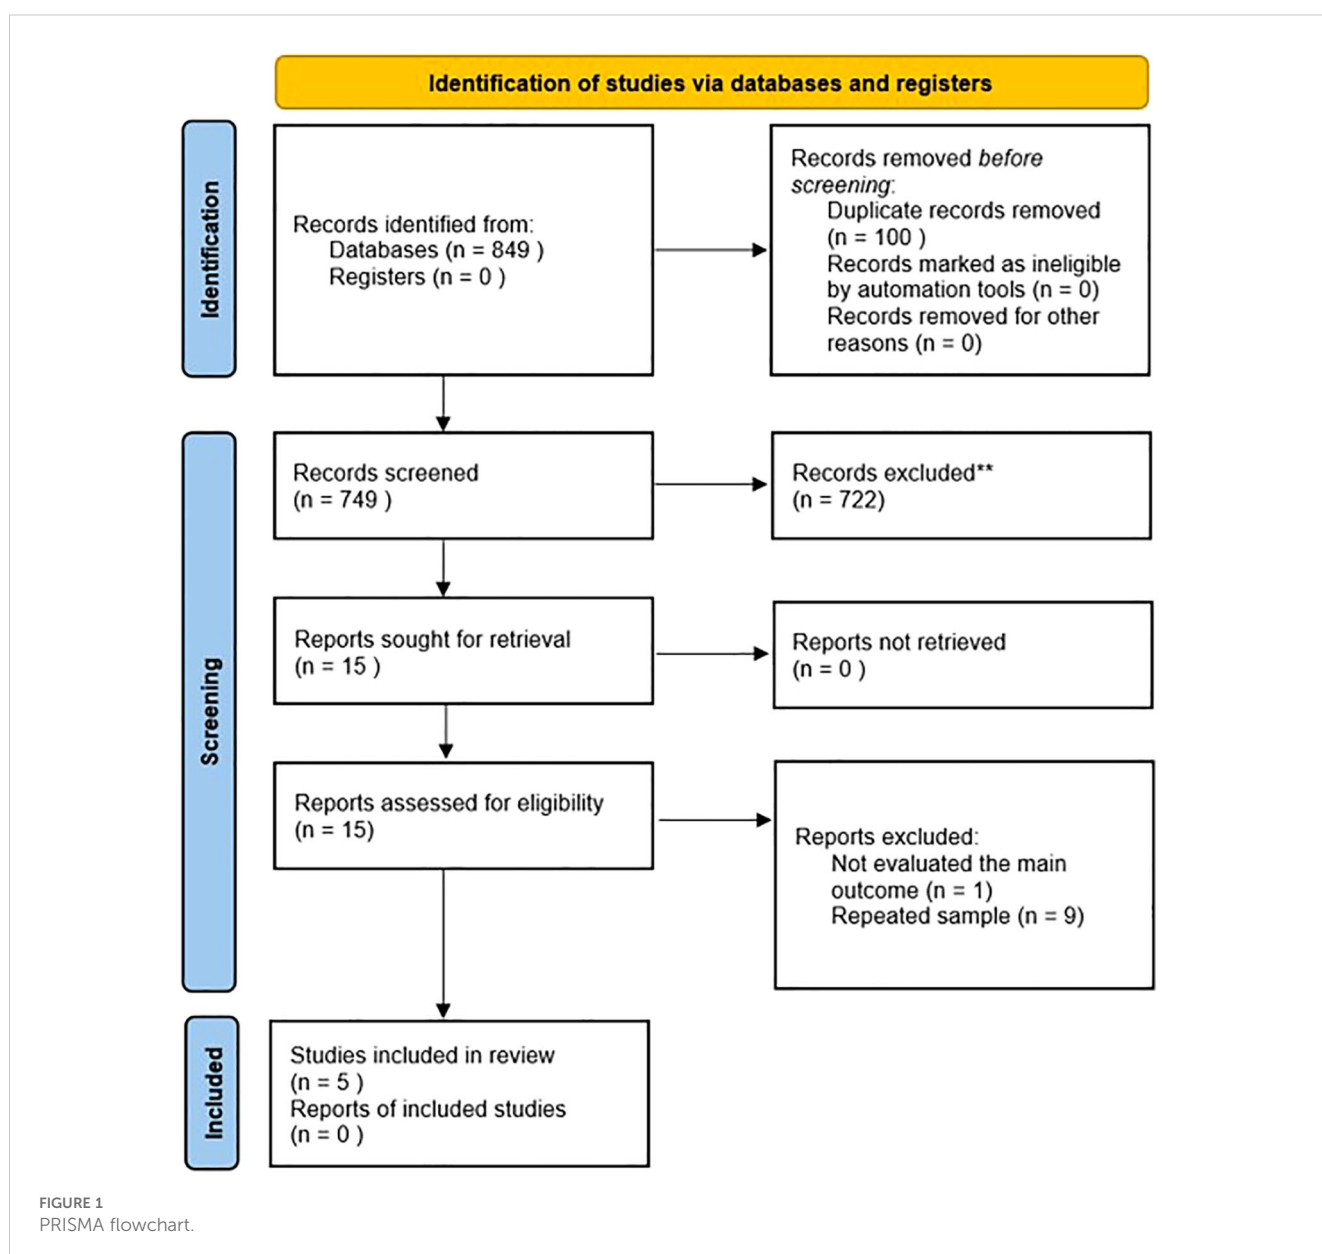 Identification of studies via databases and registers
Identification
Records identified from:
Databases (n = 849 )
Registers (n = 0 )
Records removed before
screening:
Duplicate records removed
(n = 100 )
Records marked as ineligible
by automation tools (n = 0)
Records removed for other
reasons (n = 0)
Screening
Records screened
(n = 749 )
Records excluded**
(n = 722)
Reports sought for retrieval
(n = 15 )
Reports not retrieved
(n = 0 )
Reports assessed for eligibility
(n = 15)
Reports excluded:
Not evaluated the main
outcome (n = 1)
Repeated sample (n = 9)
Included
Studies included in review
(n = 5 )
Reports of included studies
(n = 0 )
FIGURE 1
PRISMA flowchart.